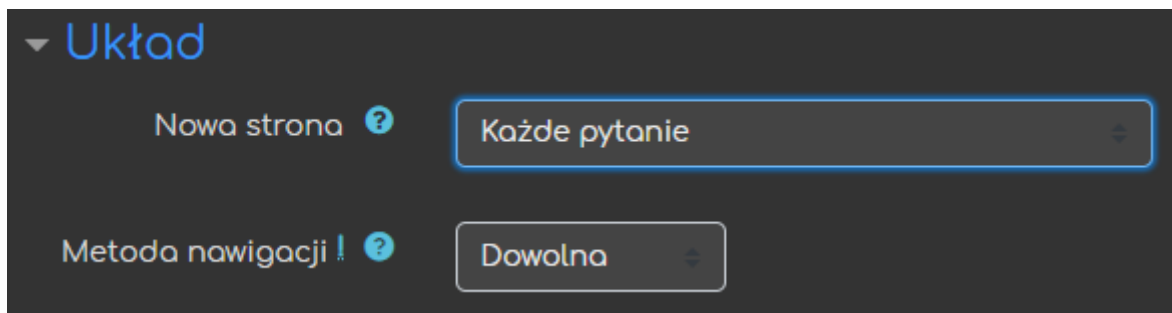 Układ
Nowa strona ? Każde pytanie
Metoda nawigacji ! ? Dowolna